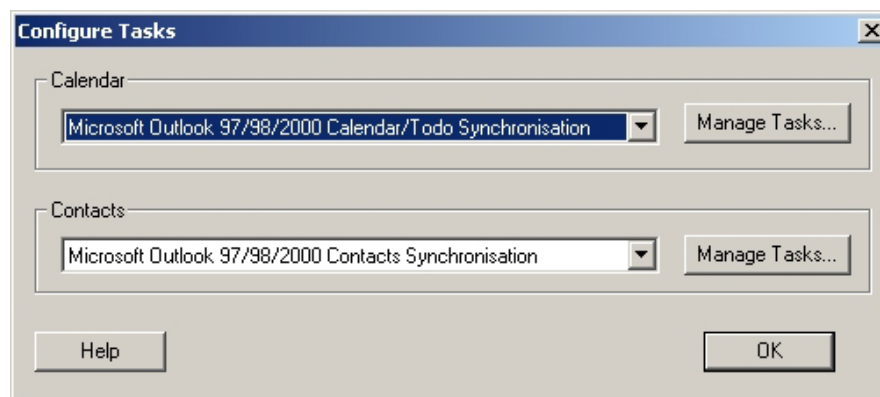 Configure Tasks
Calendar
Microsoft Outlook 97/98/2000 Calendar/Todo Synchronisation
Manage Tasks...
Contacts
Microsoft Outlook 97/98/2000 Contacts Synchronisation
Manage Tasks...
Help
OK